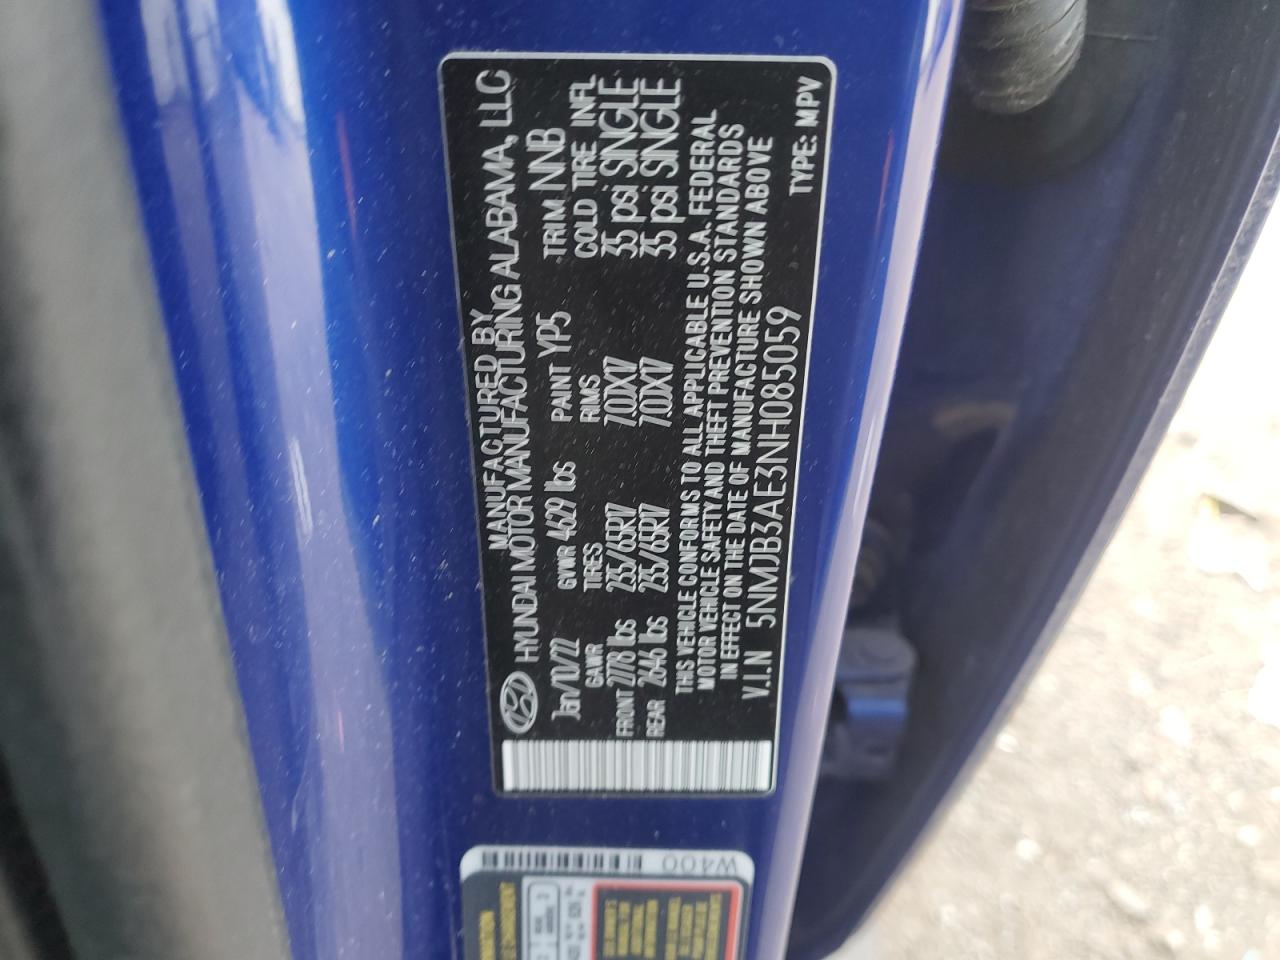 MANUFACTURED BY
HYUNDAI MOTOR MANUFACTURING ALABAMA, LLC
Jan/10/22 GVWR 4629 lbs PAINT YP5 TRIM NNB
GAWR TIRES RIMS COLD TIRE INFL
FRONT 2778 lbs 235/65R17 7.0JX17 35 psi SINGLE
REAR 2646 lbs 235/65R17 7.0JX17 35 psi SINGLE
THIS VEHICLE CONFORMS TO ALL APPLICABLE U.S.A. FEDERAL
MOTOR VEHICLE SAFETY AND THEFT PREVENTION STANDARDS
IN EFFECT ON THE DATE OF MANUFACTURE SHOWN ABOVE
V.I.N 5NMJB3AE3NH085059
TYPE: MPV
W400